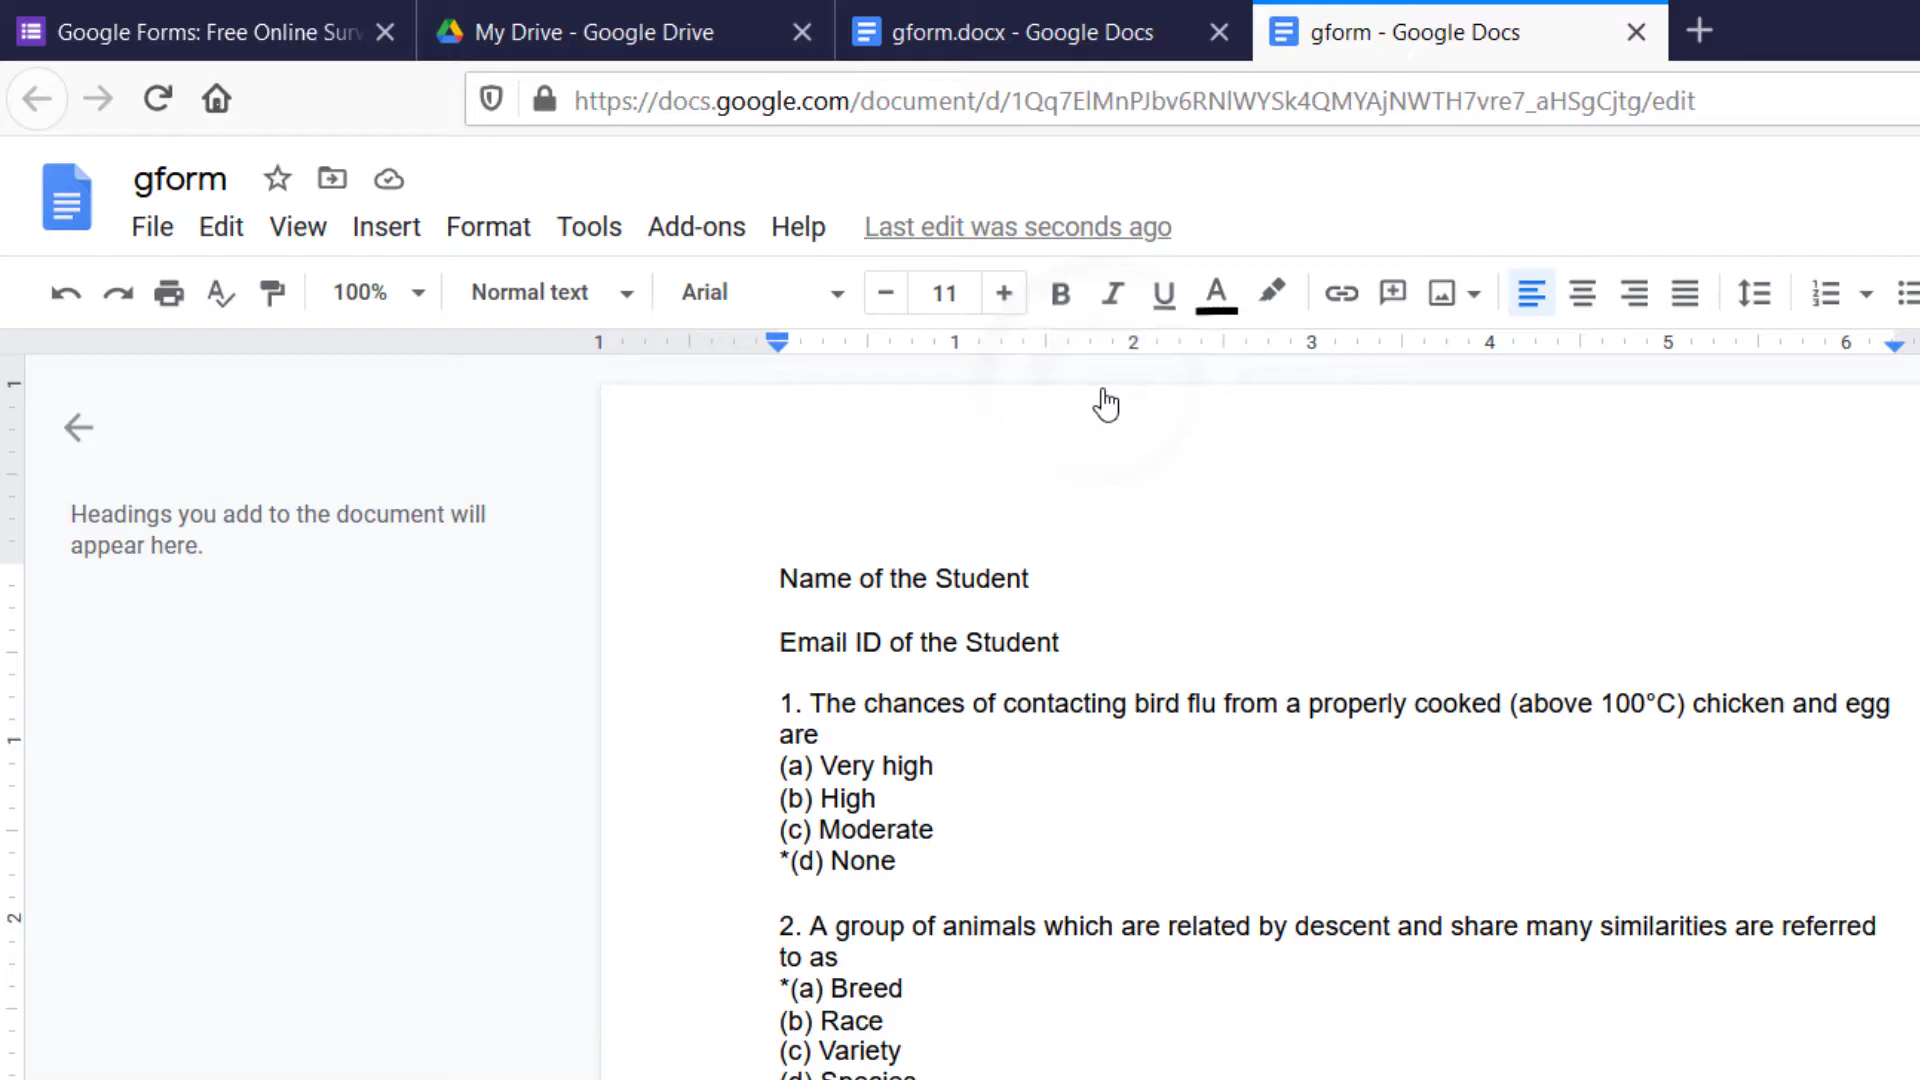 Google Forms: Free Online Surv
My Drive - Google Drive
gform.docx - Google Docs
gform - Google Docs
https://docs.google.com/document/d/1Qq7ElMnPJbv6RNlWYSk4QMYAjNWTH7vre7_aHSgCjtg/edit
gform
File Edit View Insert Format Tools Add-ons Help Last edit was seconds ago
100% Normal text Arial 11 B I U A
1 1 2 3 4 5 6
1
Headings you add to the document will
appear here.
Name of the Student
Email ID of the Student
1. The chances of contacting bird flu from a properly cooked (above 100°C) chicken and egg
are
1
(a) Very high
(b) High
(c) Moderate
*(d) None
2
2. A group of animals which are related by descent and share many similarities are referred
to as
*(a) Breed
(b) Race
(c) Variety
(d) Species